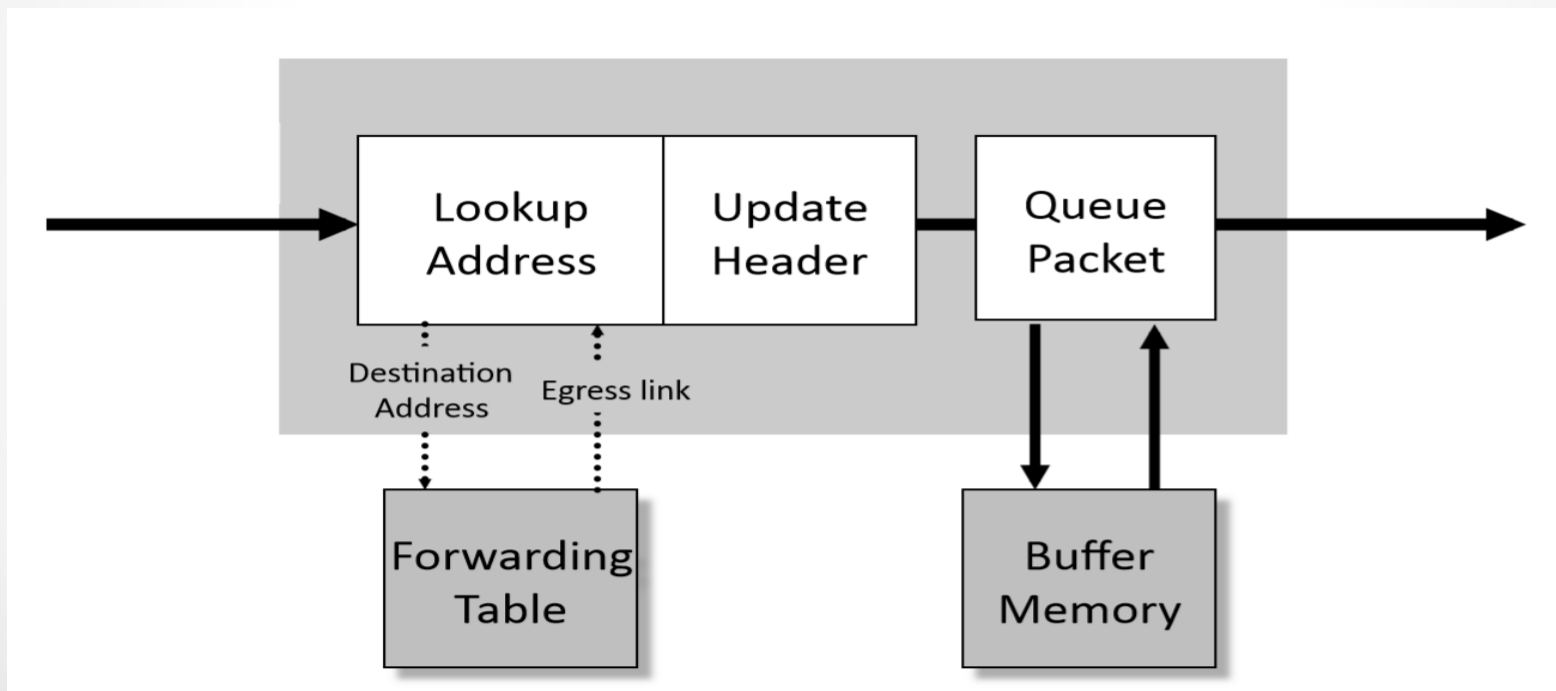 Lookup
Address
Update
Header
Queue
Packet
Destination
Address
Egress link
Forwarding
Table
Buffer
Memory